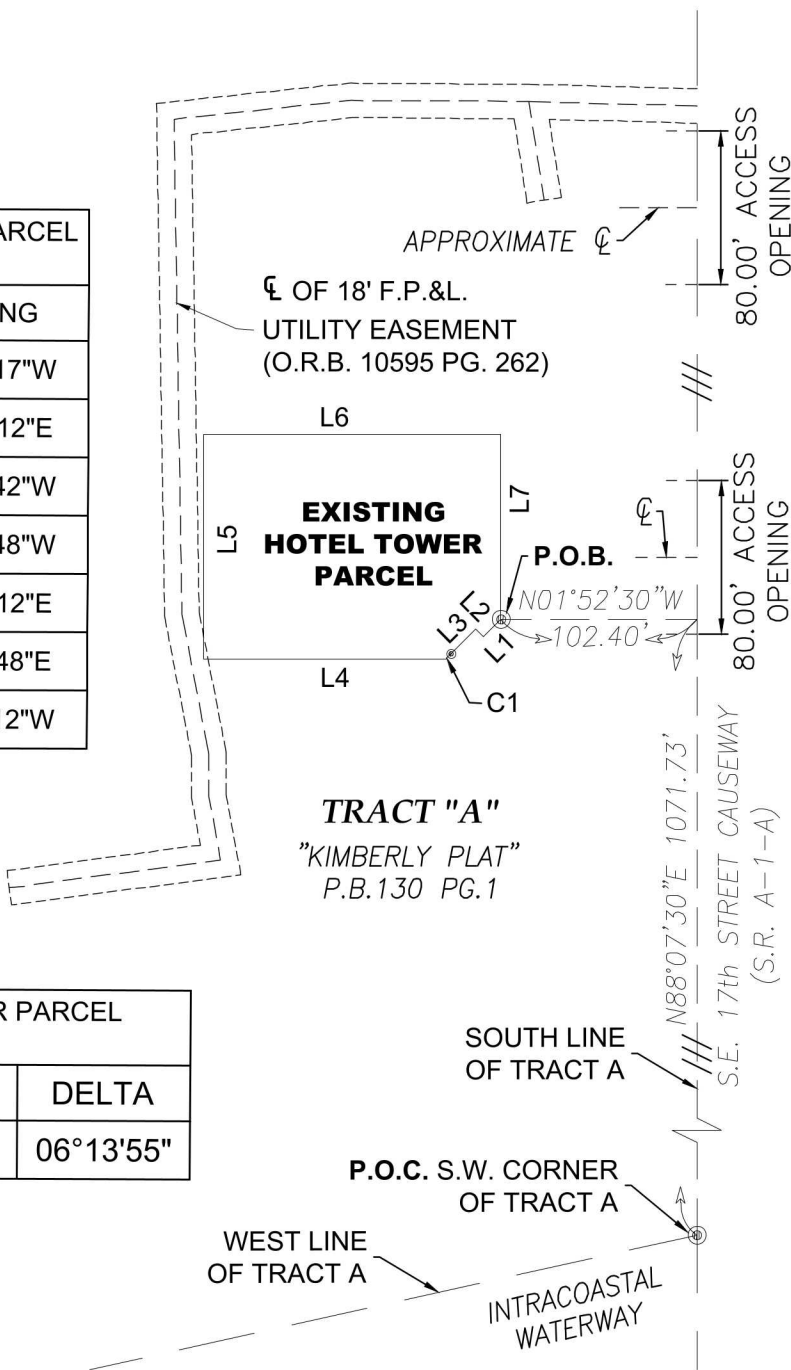 80.00' ACCESS
OPENING
APPROXIMATE ℄
℄ OF 18' F.P.&L.
UTILITY EASEMENT
(O.R.B. 10595 PG. 262)
ARCEL
NG
17"W
12"E
42"W
48"W
12"E
48"E
12"W
L6
L5
L7
EXISTING
HOTEL TOWER
PARCEL
℄
80.00' ACCESS
OPENING
P.O.B.
N01°52'30"W
102.40'
L2
L3
L1
L4
C1
TRACT "A"
"KIMBERLY PLAT"
P.B.130 PG.1
N88°07'30"E 1071.73'
S.E. 17th STREET CAUSEWAY
(S.R. A-1-A)
R PARCEL
DELTA
06°13'55"
SOUTH LINE
OF TRACT A
P.O.C. S.W. CORNER
OF TRACT A
WEST LINE
OF TRACT A
INTRACOASTAL
WATERWAY